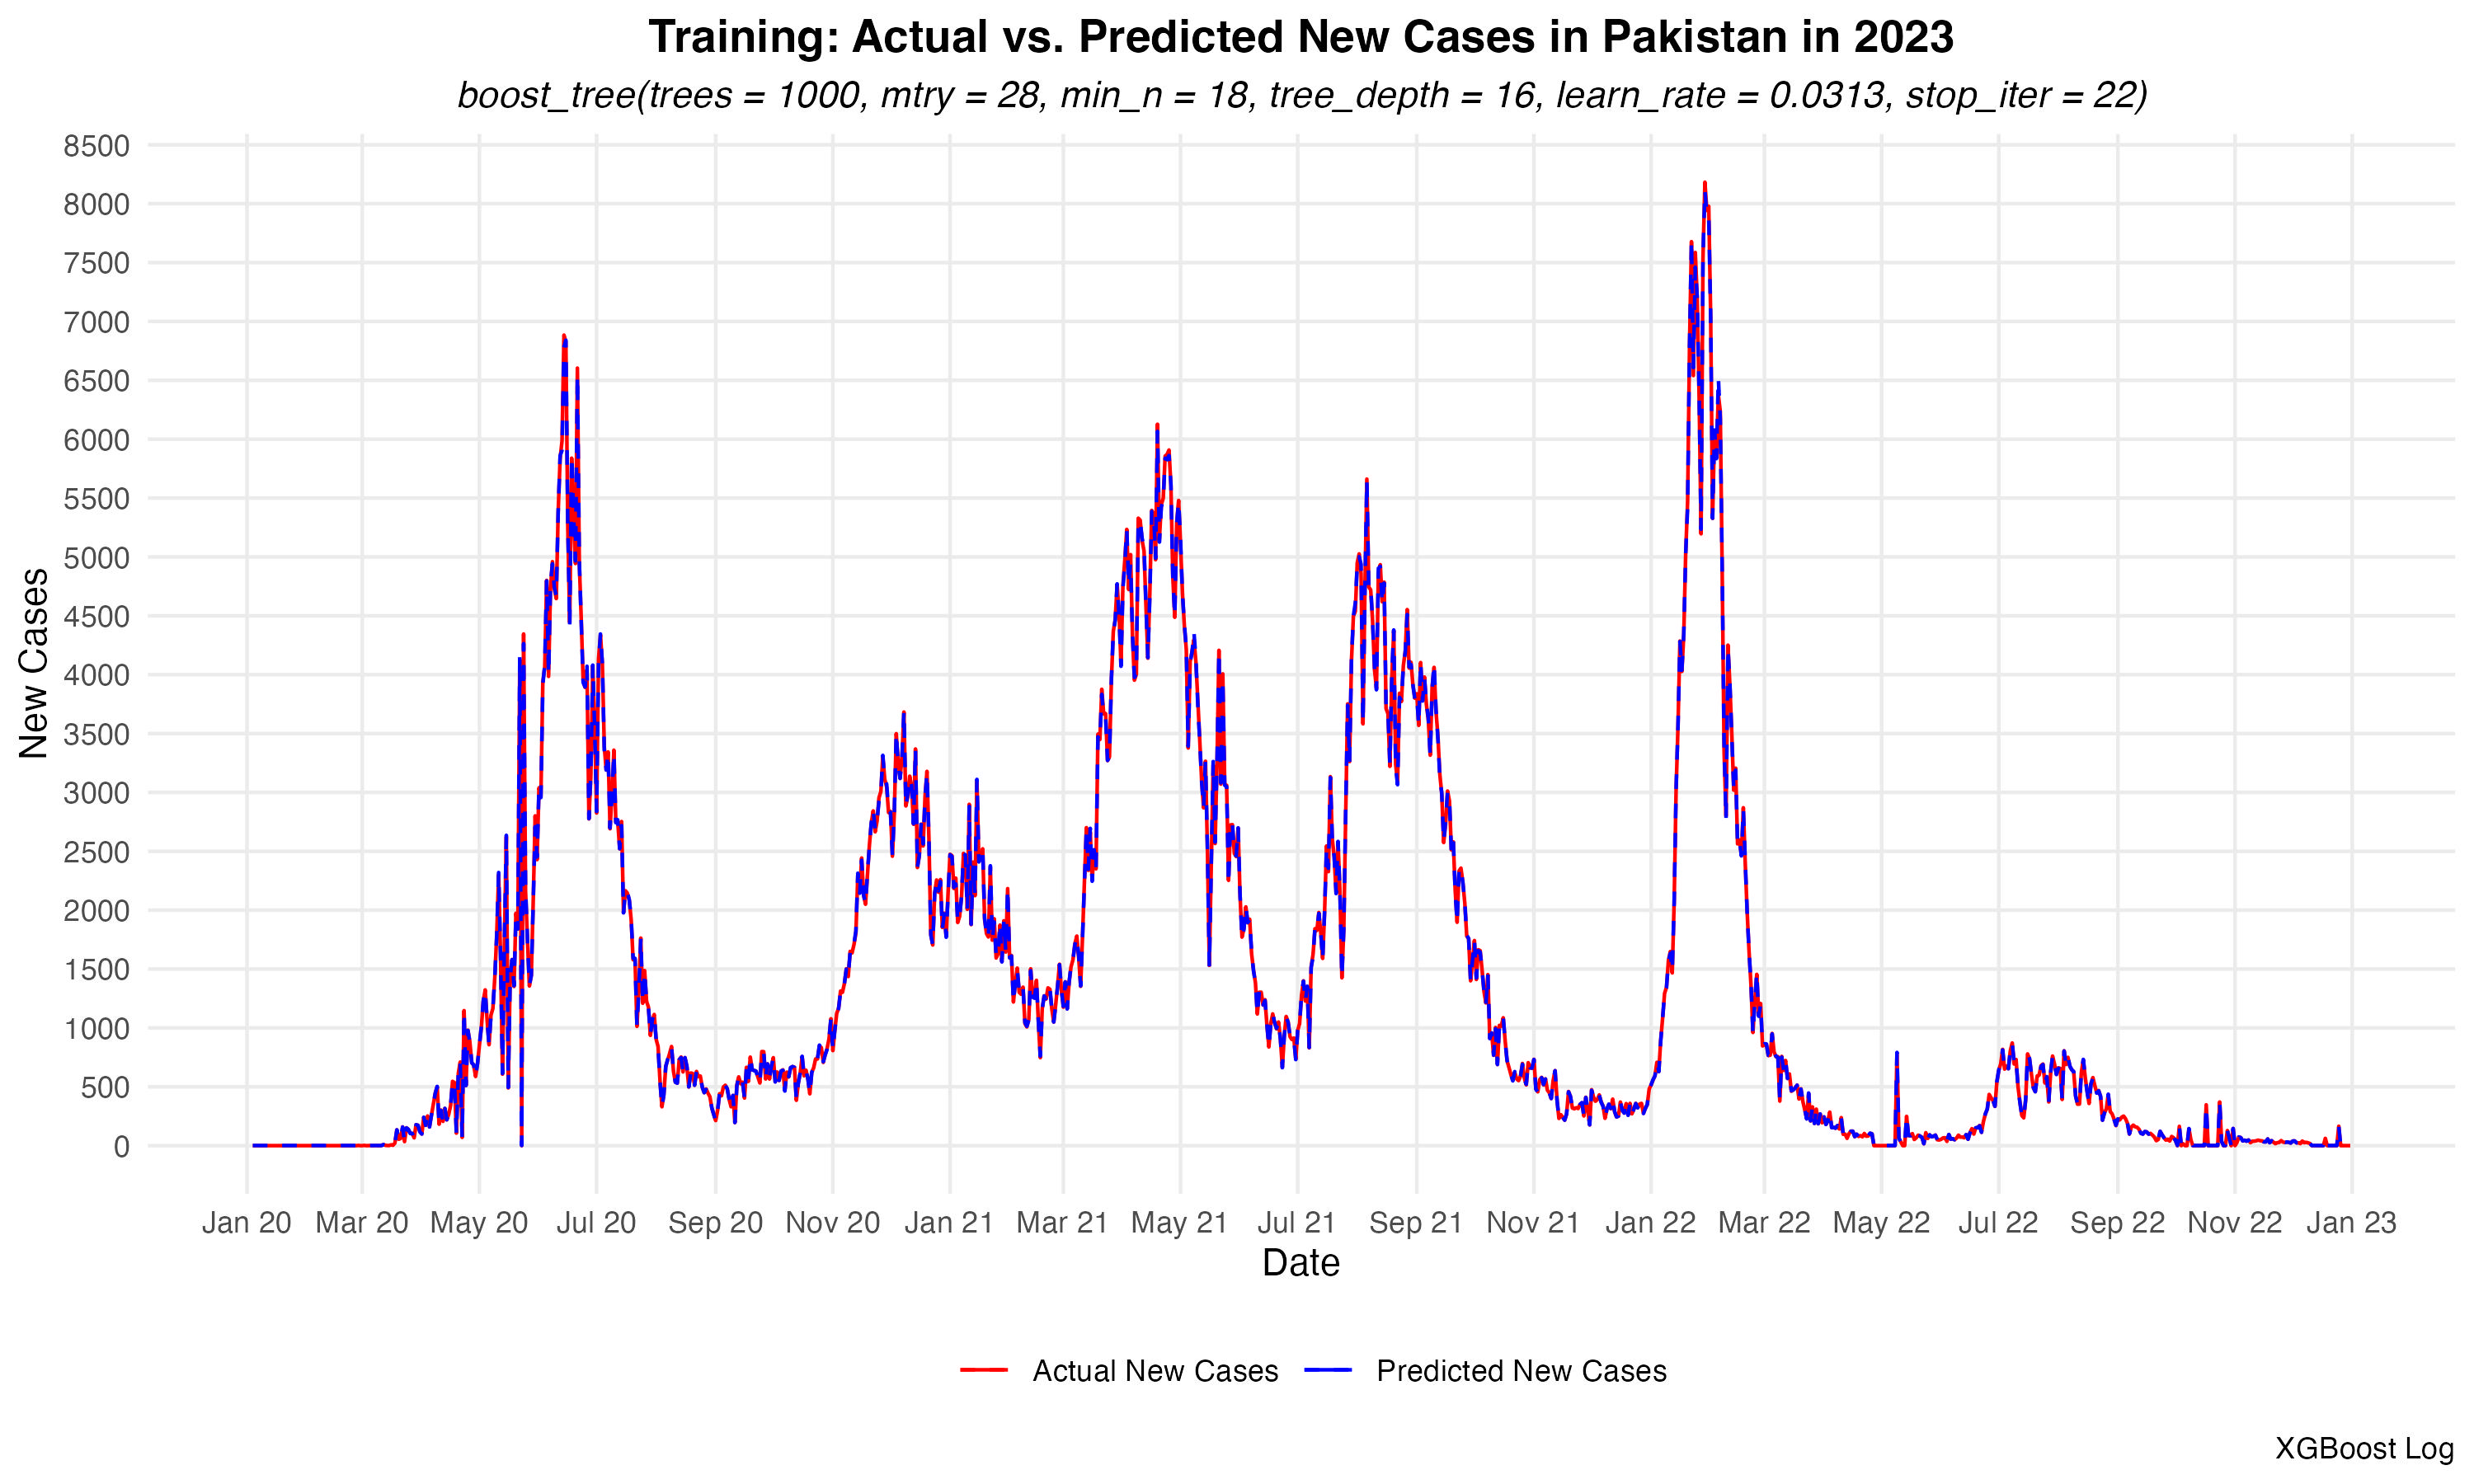 Training: Actual vs. Predicted New Cases in Pakistan in 2023
boost_tree(trees = 1000, mtry = 28, min_n = 18, tree_depth = 16, learn_rate = 0.0313, stop_iter = 22)
8500
8000
7500
7000
6500
6000
5500
5000
4500
4000
3500
3000
2500
2000
1500
1000
500
0
New Cases
Jan 20 Mar 20 May 20 Jul 20 Sep 20 Nov 20 Jan 21 Mar 21 May 21 Jul 21 Sep 21 Nov 21 Jan 22 Mar 22 May 22 Jul 22 Sep 22 Nov 22 Jan 23
Date
Actual New Cases Predicted New Cases
XGBoost Log